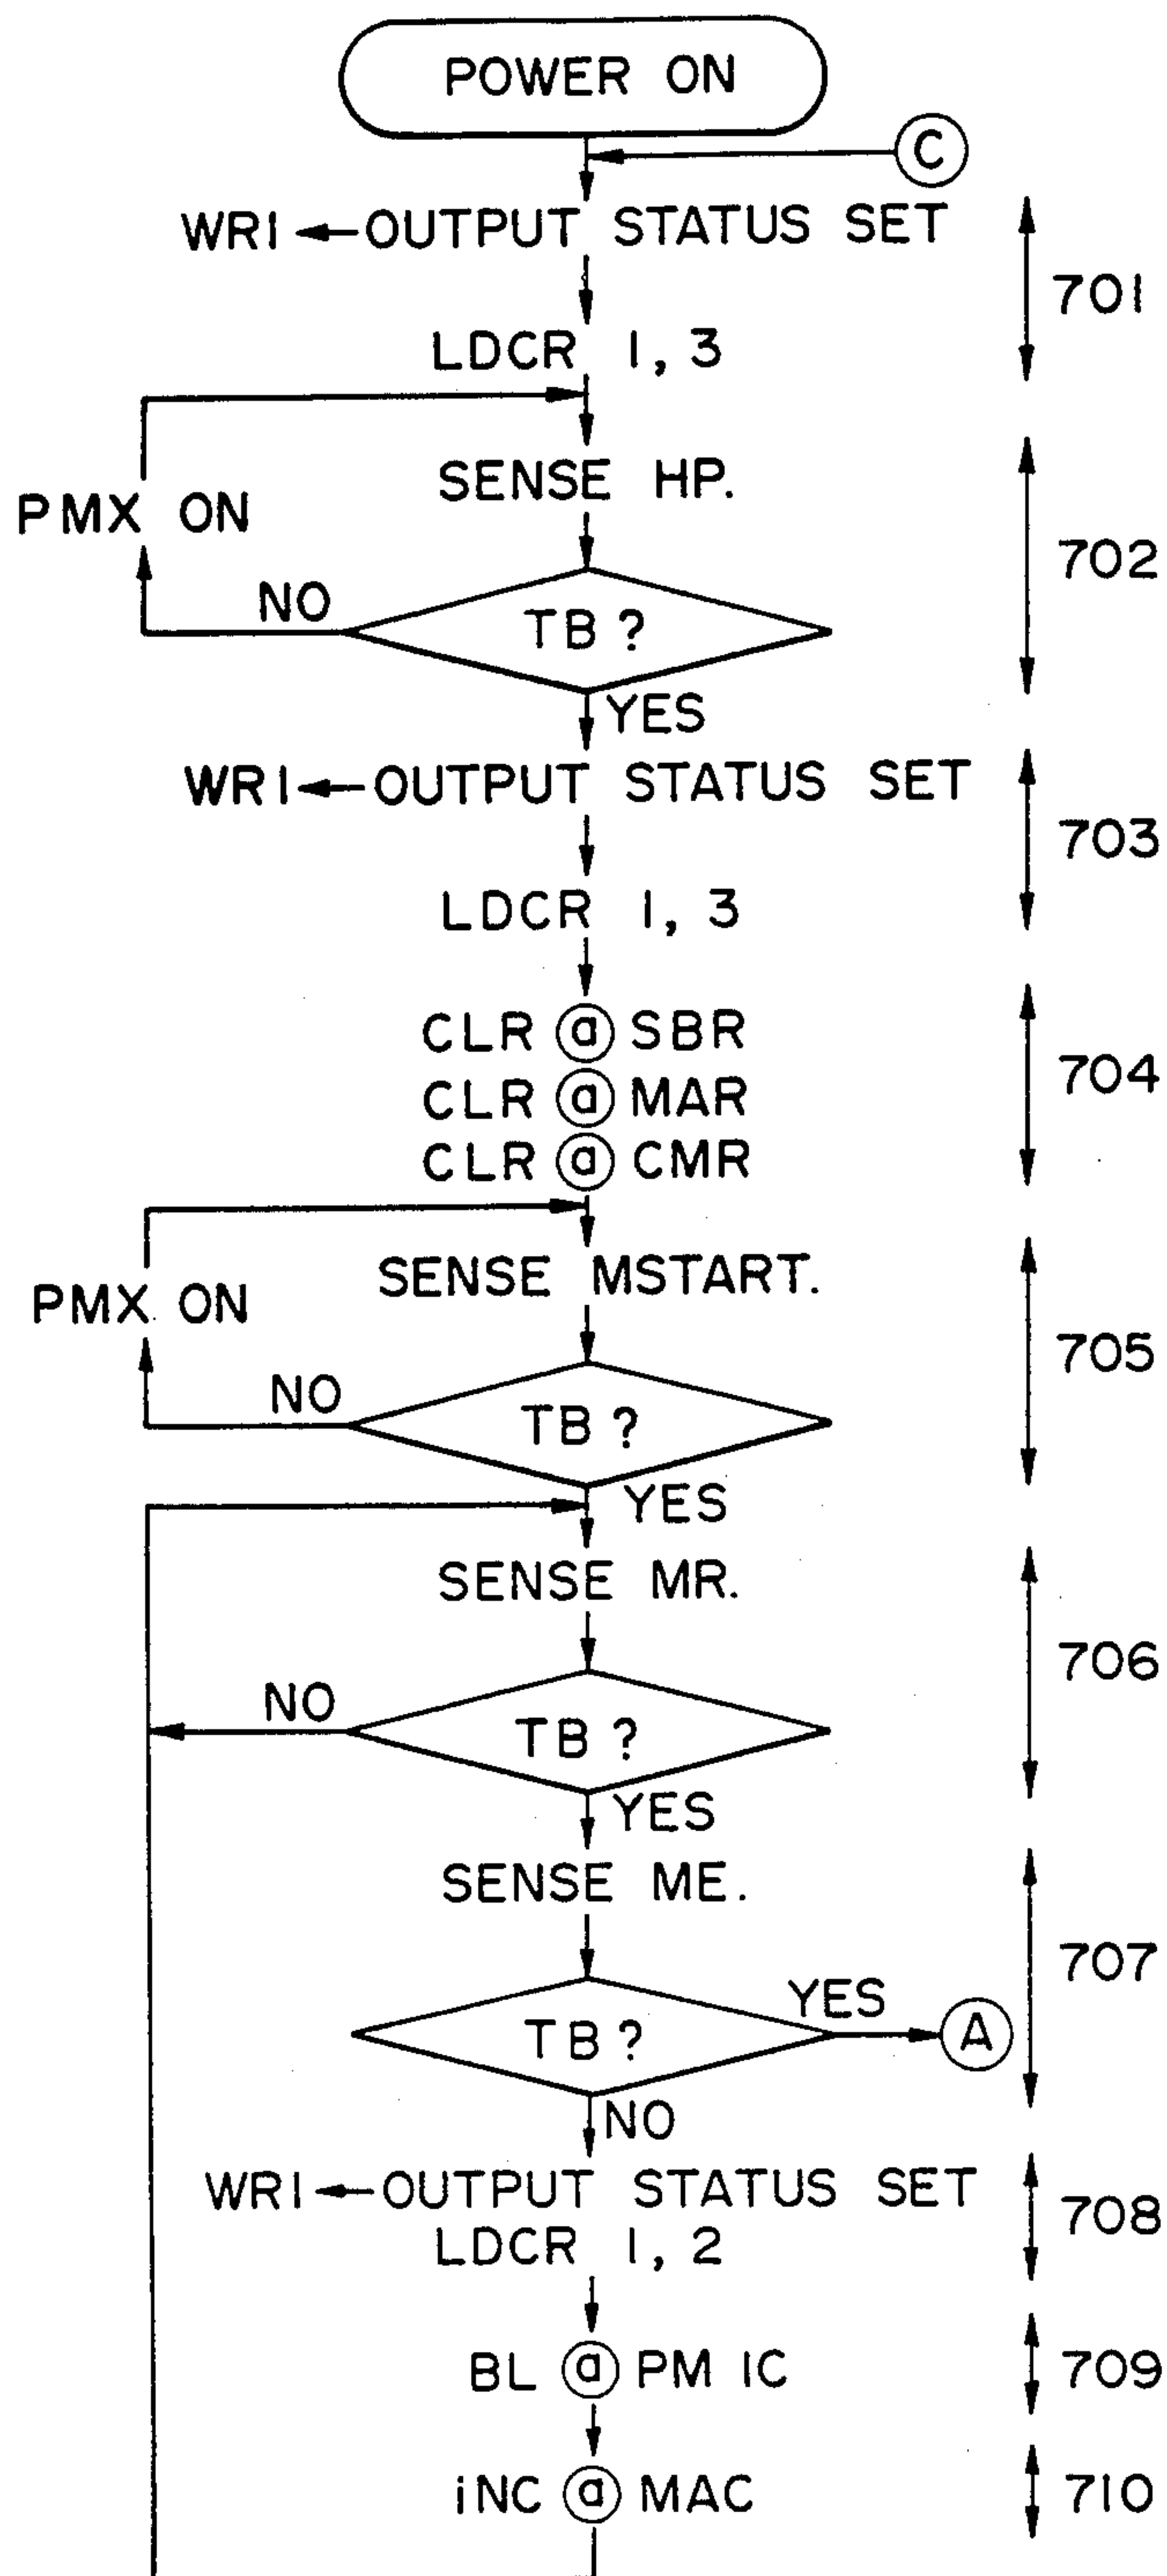 POWER ON
C
WR1 OUTPUT STATUS SET
701
LDCR 1, 3
SENSE HP.
PMX ON
702
NO
TB ?
YES
WR1 OUTPUT STATUS SET
703
LDCR 1, 3
CLR @ SBR
CLR @ MAR
704
CLR @ CMR
SENSE MSTART.
PMX ON
705
NO
TB ?
YES
SENSE MR.
706
NO
TB ?
YES
SENSE ME.
707
YES
TB ?
A
NO
WR1 OUTPUT STATUS SET
708
LDCR 1, 2
BL @ PM IC
709
iNC @ MAC
710